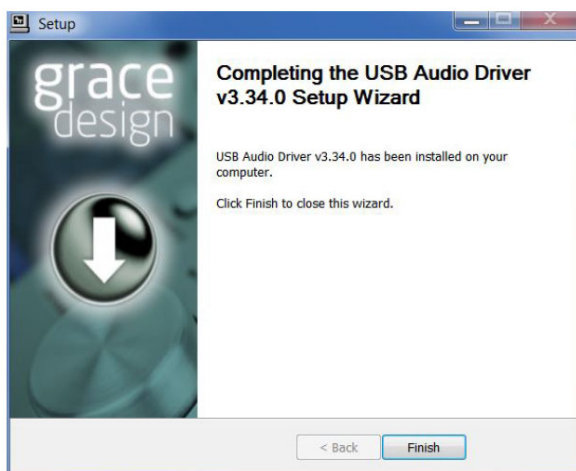 Setup
grace
design
Completing the USB Audio Driver
v3.34.0 Setup Wizard
USB Audio Driver v3.34.0 has been installed on your
computer.
Click Finish to close this wizard.
< Back
Finish